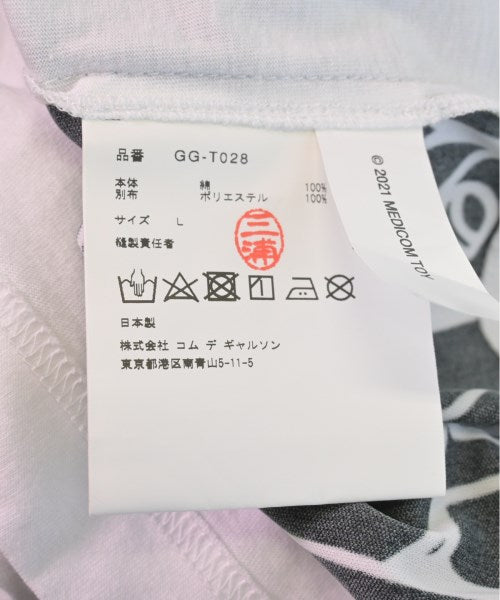 品番 GG-T028
本体 綿 100%
別布 ポリエステル 100%
サイズ L
縫製責任者
三浦
日本製
株式会社 コム デ ギャルソン
東京都港区南青山5-11-5
© 2021 MEDICOM TOY